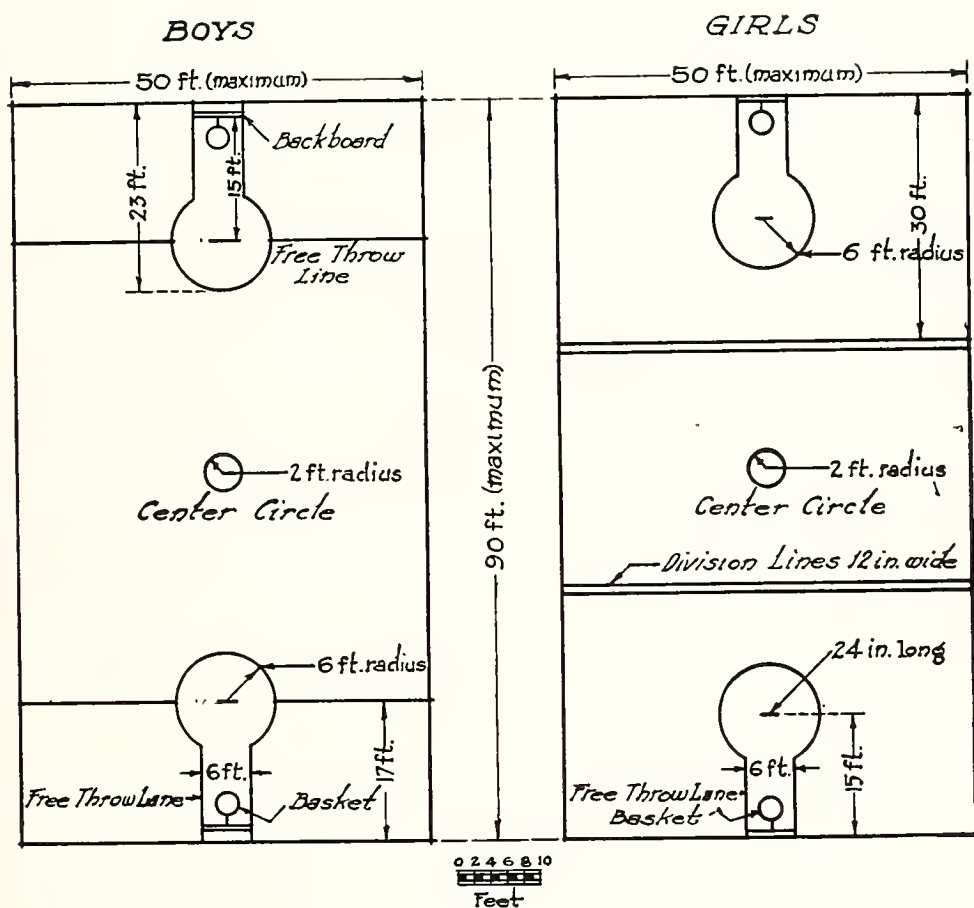 BOYS
50 ft. (maximum)
Backboard
15 ft.
23 ft.
Free Throw
Line
2 ft. radius
Center Circle
6 ft. radius
17 ft.
6 ft.
Free Throw Lane
Basket
90 ft. (maximum)
0 2 4 6 8 10
Feet
GIRLS
50 ft. (maximum)
30 ft.
6 ft. radius
2 ft. radius
Center Circle
Division Lines 12 in. wide
24 in. long
15 ft.
6 ft.
Free Throw Lane
Basket